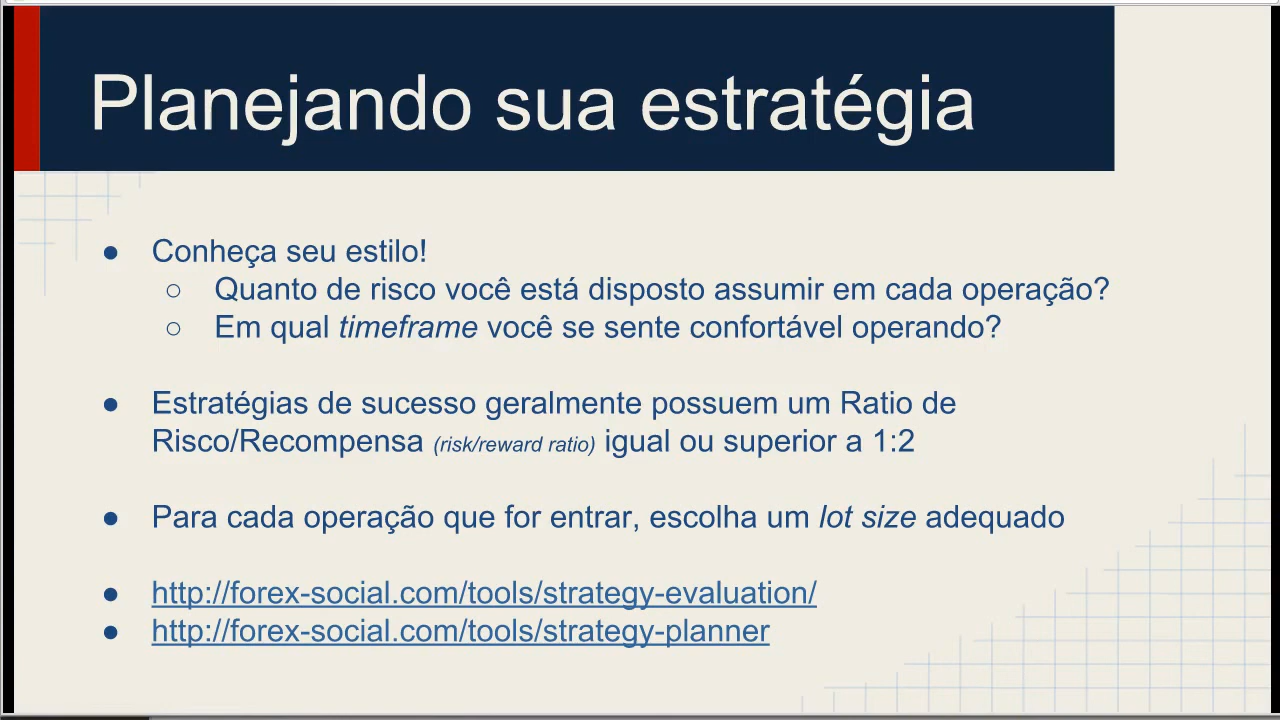 Planejando sua estratégia
● Conheça seu estilo!
○ Quanto de risco você está disposto assumir em cada operação?
○ Em qual timeframe você se sente confortável operando?
● Estratégias de sucesso geralmente possuem um Ratio de
Risco/Recompensa (risk/reward ratio) igual ou superior a 1:2
● Para cada operação que for entrar, escolha um lot size adequado
● http://forex-social.com/tools/strategy-evaluation/
● http://forex-social.com/tools/strategy-planner